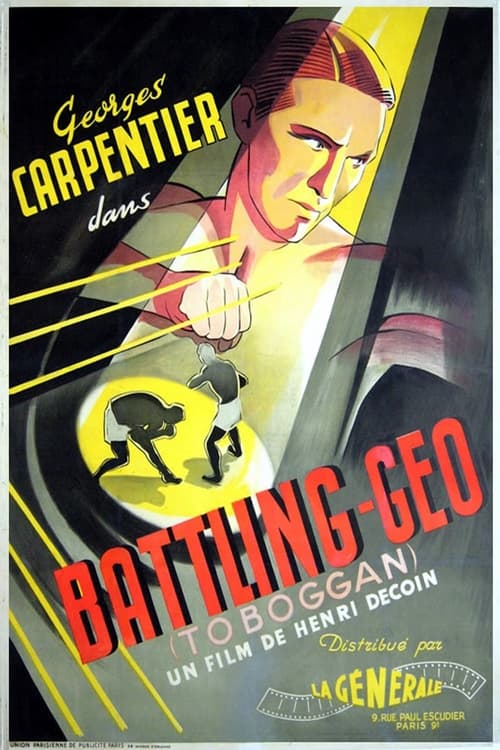 Georges
CARPENTIER
dans
BATTLING-GEO
(TOBOGGAN)
UN FILM DE HENRI DECOIN
Distribué par
LA GÉNÉRALE
9. RUE PAUL ESCUDIER
PARIS 9E
UNION PARISIENNE DE PUBLICITÉ PARIS